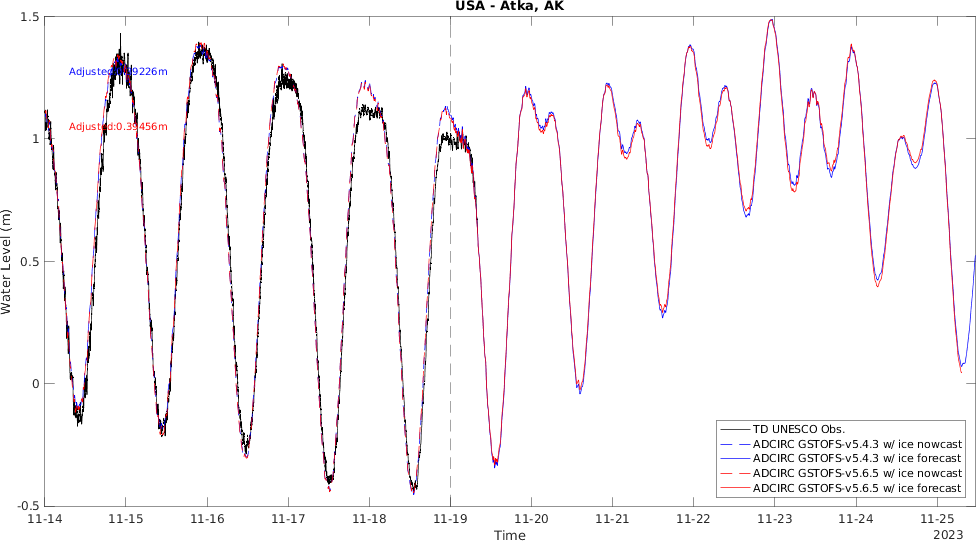 USA - Atka, AK
1.5
1
0.5
0
-0.5
Water Level (m)
Adjusted:0.39226m
Adjusted:0.39456m
TD UNESCO Obs.
ADCIRC GSTOFS-v5.4.3 w/ ice nowcast
ADCIRC GSTOFS-v5.4.3 w/ ice forecast
ADCIRC GSTOFS-v5.6.5 w/ ice nowcast
ADCIRC GSTOFS-v5.6.5 w/ ice forecast
11-14 11-15 11-16 11-17 11-18 11-19 11-20 11-21 11-22 11-23 11-24 11-25
Time
2023